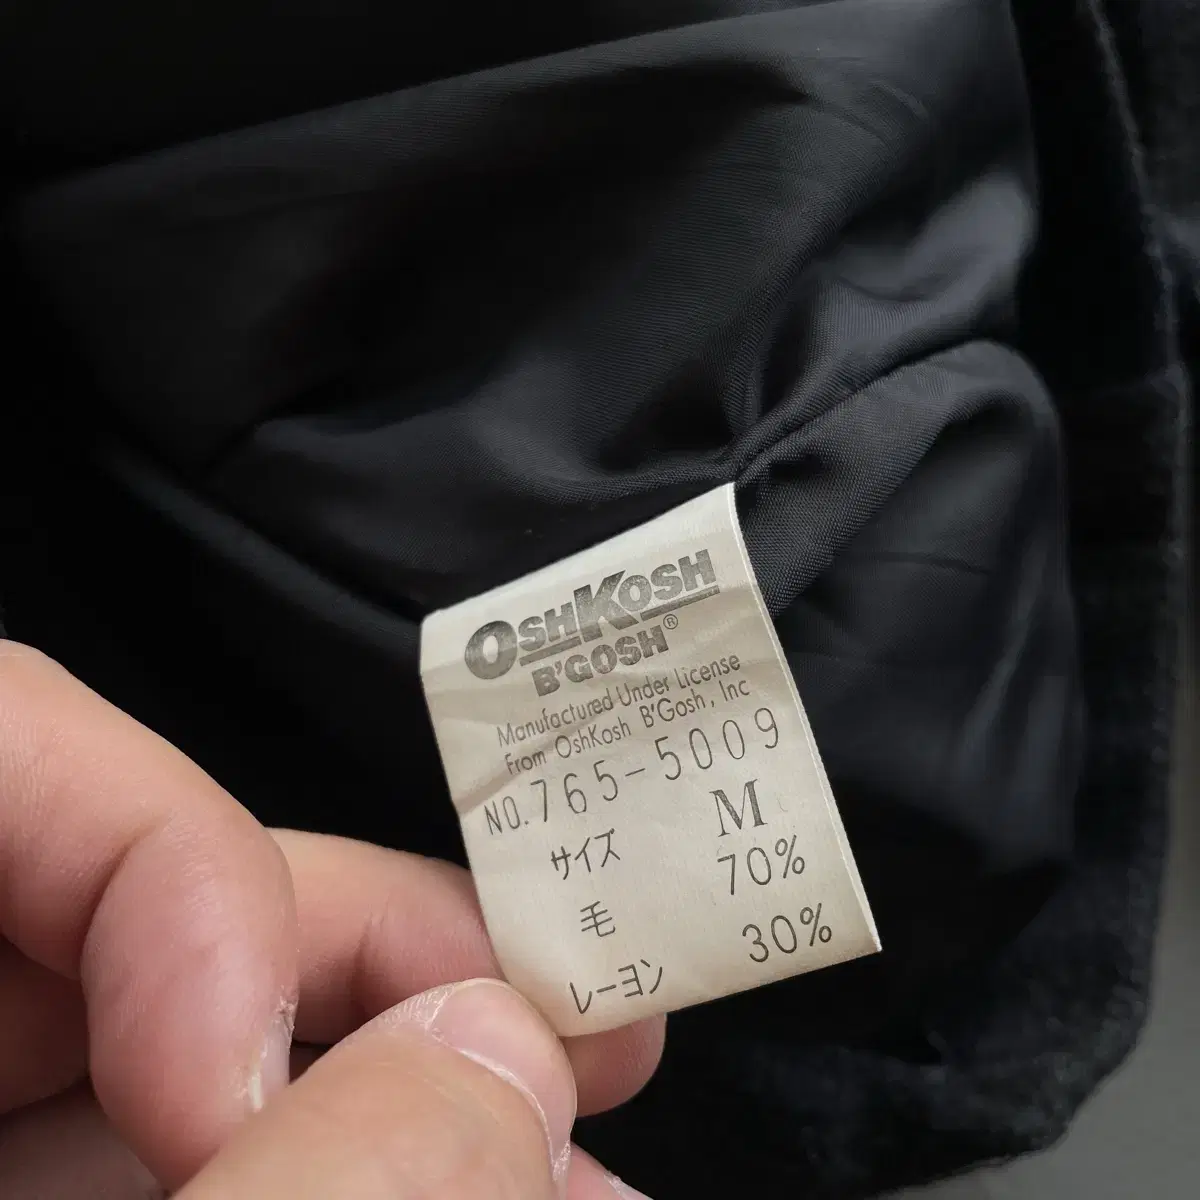 OSHKOSH
B'GOSH®
Manufactured Under License
From OshKosh B'Gosh, Inc
NO.765-5009
サイズ M
毛 70%
レーヨン 30%